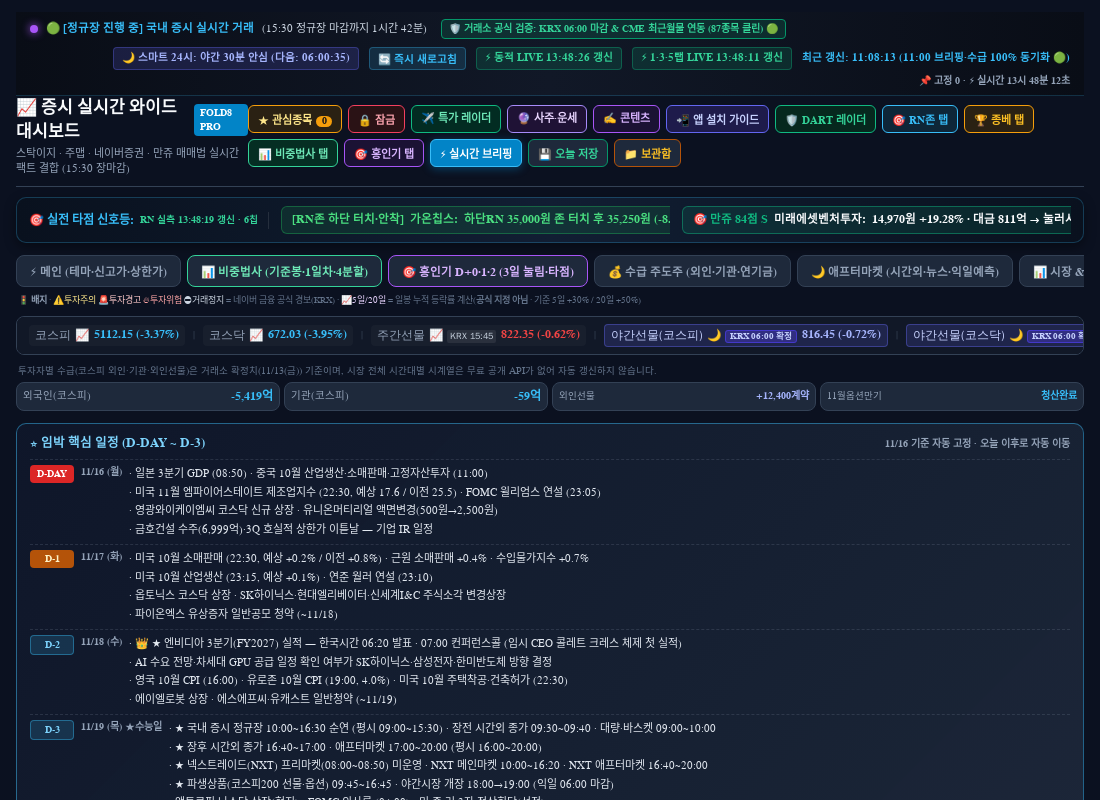 [정규장 진행 중] 국내 증시 실시간 거래 (15:30 정규장 마감까지 1시간 42분) 🛡️ 거래소 공식 검증: KRX 06:00 마감 & CME 최근월물 연동 (87종목 클린) 🟢
🌙 스마트 24시: 야간 30분 안심 (다음: 06:00:35) 🔄 즉시 새로고침 ⚡ 동적 LIVE 13:48:26 갱신 ⚡ 1·3·5탭 LIVE 13:48:11 갱신 최근 갱신: 11:08:13 (11:00 브리핑·수급 100% 동기화 🟢)
📌 고정 0 · ⚡ 실시간 13시 48분 12초
📈 증시 실시간 와이드 대시보드
FOLD8 PRO
★ 관심종목 0 🔒 잠금 ✈️ 특가 레이더 🔮 사주·운세 ✍️ 콘텐츠 📲 앱 설치 가이드 🛡️ DART 레이더 🎯 RN존 탭 🏆 종베 탭
스탁이지 · 주맵 · 네이버증권 · 만쥬 매매법 실시간 팩트 결합 (15:30 장마감)
📊 비중법사 탭 🎯 홍인기 탭 ⚡ 실시간 브리핑 💾 오늘 저장 📁 보관함
🎯 실전 타점 신호등: RN 실측 13:48:19 갱신 · 6칩 [RN존 하단 터치·안착] 가온칩스: 하단RN 35,000원 존 터치 후 35,250원 (-8. 🎯 만쥬 84점 S 미래에셋벤처투자: 14,970원 +19.28% · 대금 811억 → 눌러서
⚡ 메인 (테마·신고가·상한가) 📊 비중법사 (기준봉·1일차·4분할) 🎯 홍인기 D+0·1·2 (3일 눌림·타점) 💰 수급 주도주 (외인·기관·연기금) 🌙 애프터마켓 (시간외·뉴스·익일예측) 📊 시장 &
🚦 배지 · ⚠️투자주의 🚨투자경고 ⊘투자위험 ⛔거래정지 = 네이버 금융 공식 경보(KRX) · 📈5일/20일 = 일봉 누적 등락률 계산(공식 지정 아님 · 기준 5일 +30% / 20일 +50%)
코스피 📈 5112.15 (-3.37%) 코스닥 📈 672.03 (-3.95%) 주간선물 📈 KRX 15:45 822.35 (-0.62%) 야간선물(코스피) 🌙 KRX 06:00 확정 816.45 (-0.72%) 야간선물(코스닥) 🌙 KRX 06:00
투자자별 수급(코스피 외인·기관·외인선물)은 거래소 확정치(11/13(금)) 기준이며, 시장 전체 시간대별 시계열은 무료 공개 API가 없어 자동 갱신하지 않습니다.
외국인(코스피) -5,419억 기관(코스피) -59억 외인선물 +12,400계약 11월옵션만기 청산완료
⭐ 임박 핵심 일정 (D-DAY ~ D-3) 11/16 기준 자동 고정 · 오늘 이후로 자동 이동
D-DAY 11/16 (월) · 일본 3분기 GDP (08:50) · 중국 10월 산업생산·소매판매·고정자산투자 (11:00)
· 미국 11월 엠파이어스테이트 제조업지수 (22:30, 예상 17.6 / 이전 25.5) · FOMC 윌리엄스 연설 (23:05)
· 영광와이케이엠씨 코스닥 신규 상장 · 유니온머티리얼 액면변경(500원→2,500원)
· 금호건설 수주(6,999억)·3Q 호실적 상한가 이튿날 — 기업 IR 일정
D-1 11/17 (화) · 미국 10월 소매판매 (22:30, 예상 +0.2% / 이전 +0.8%) · 근원 소매판매 +0.4% · 수입물가지수 +0.7%
· 미국 10월 산업생산 (23:15, 예상 +0.1%) · 연준 월러 연설 (23:10)
· 옵토닉스 코스닥 상장 · SK하이닉스·현대엘리베이터·신세계I&C 주식소각 변경상장
· 파이온엑스 유상증자 일반공모 청약 (~11/18)
D-2 11/18 (수) · 👑 ★ 엔비디아 3분기(FY2027) 실적 — 한국시간 06:20 발표 · 07:00 컨퍼런스콜 (임시 CEO 콜레트 크레스 체제 첫 실적)
· AI 수요 전망·차세대 GPU 공급 일정 확인 여부가 SK하이닉스·삼성전자·한미반도체 방향 결정
· 영국 10월 CPI (16:00) · 유로존 10월 CPI (19:00, 4.0%) · 미국 10월 주택착공·건축허가 (22:30)
· 에이엘로봇 상장 · 에스에프씨·유캐스트 일반청약 (~11/19)
D-3 11/19 (목) ★수능일 · ★ 국내 증시 정규장 10:00~16:30 순연 (평시 09:00~15:30) · 장전 시간외 종가 09:30~09:40 · 대량·바스켓 09:00~10:00
· ★ 장후 시간외 종가 16:40~17:00 · 애프터마켓 17:00~20:00 (평시 16:00~20:00)
· ★ 넥스트레이드(NXT) 프리마켓(08:00~08:50) 미운영 · NXT 메인마켓 10:00~16:20 · NXT 애프터마켓 16:40~20:00
· ★ 파생상품(코스피200 선물·옵션) 09:45~16:45 · 야간시장 개장 18:00→19:00 (익일 06:00 마감)